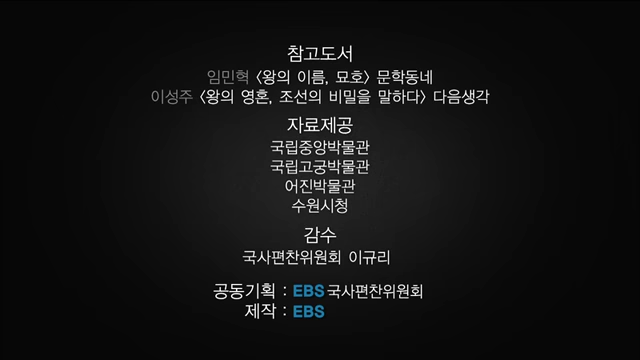 참고도서
임민혁 <왕의 이름, 묘호> 문학동네
이성주 <왕의 영혼, 조선의 비밀을 말하다> 다음생각
자료제공
국립중앙박물관
국립고궁박물관
어진박물관
수원시청
감수
국사편찬위원회 이규리
공동기획 : EBS 국사편찬위원회
제작 : EBS